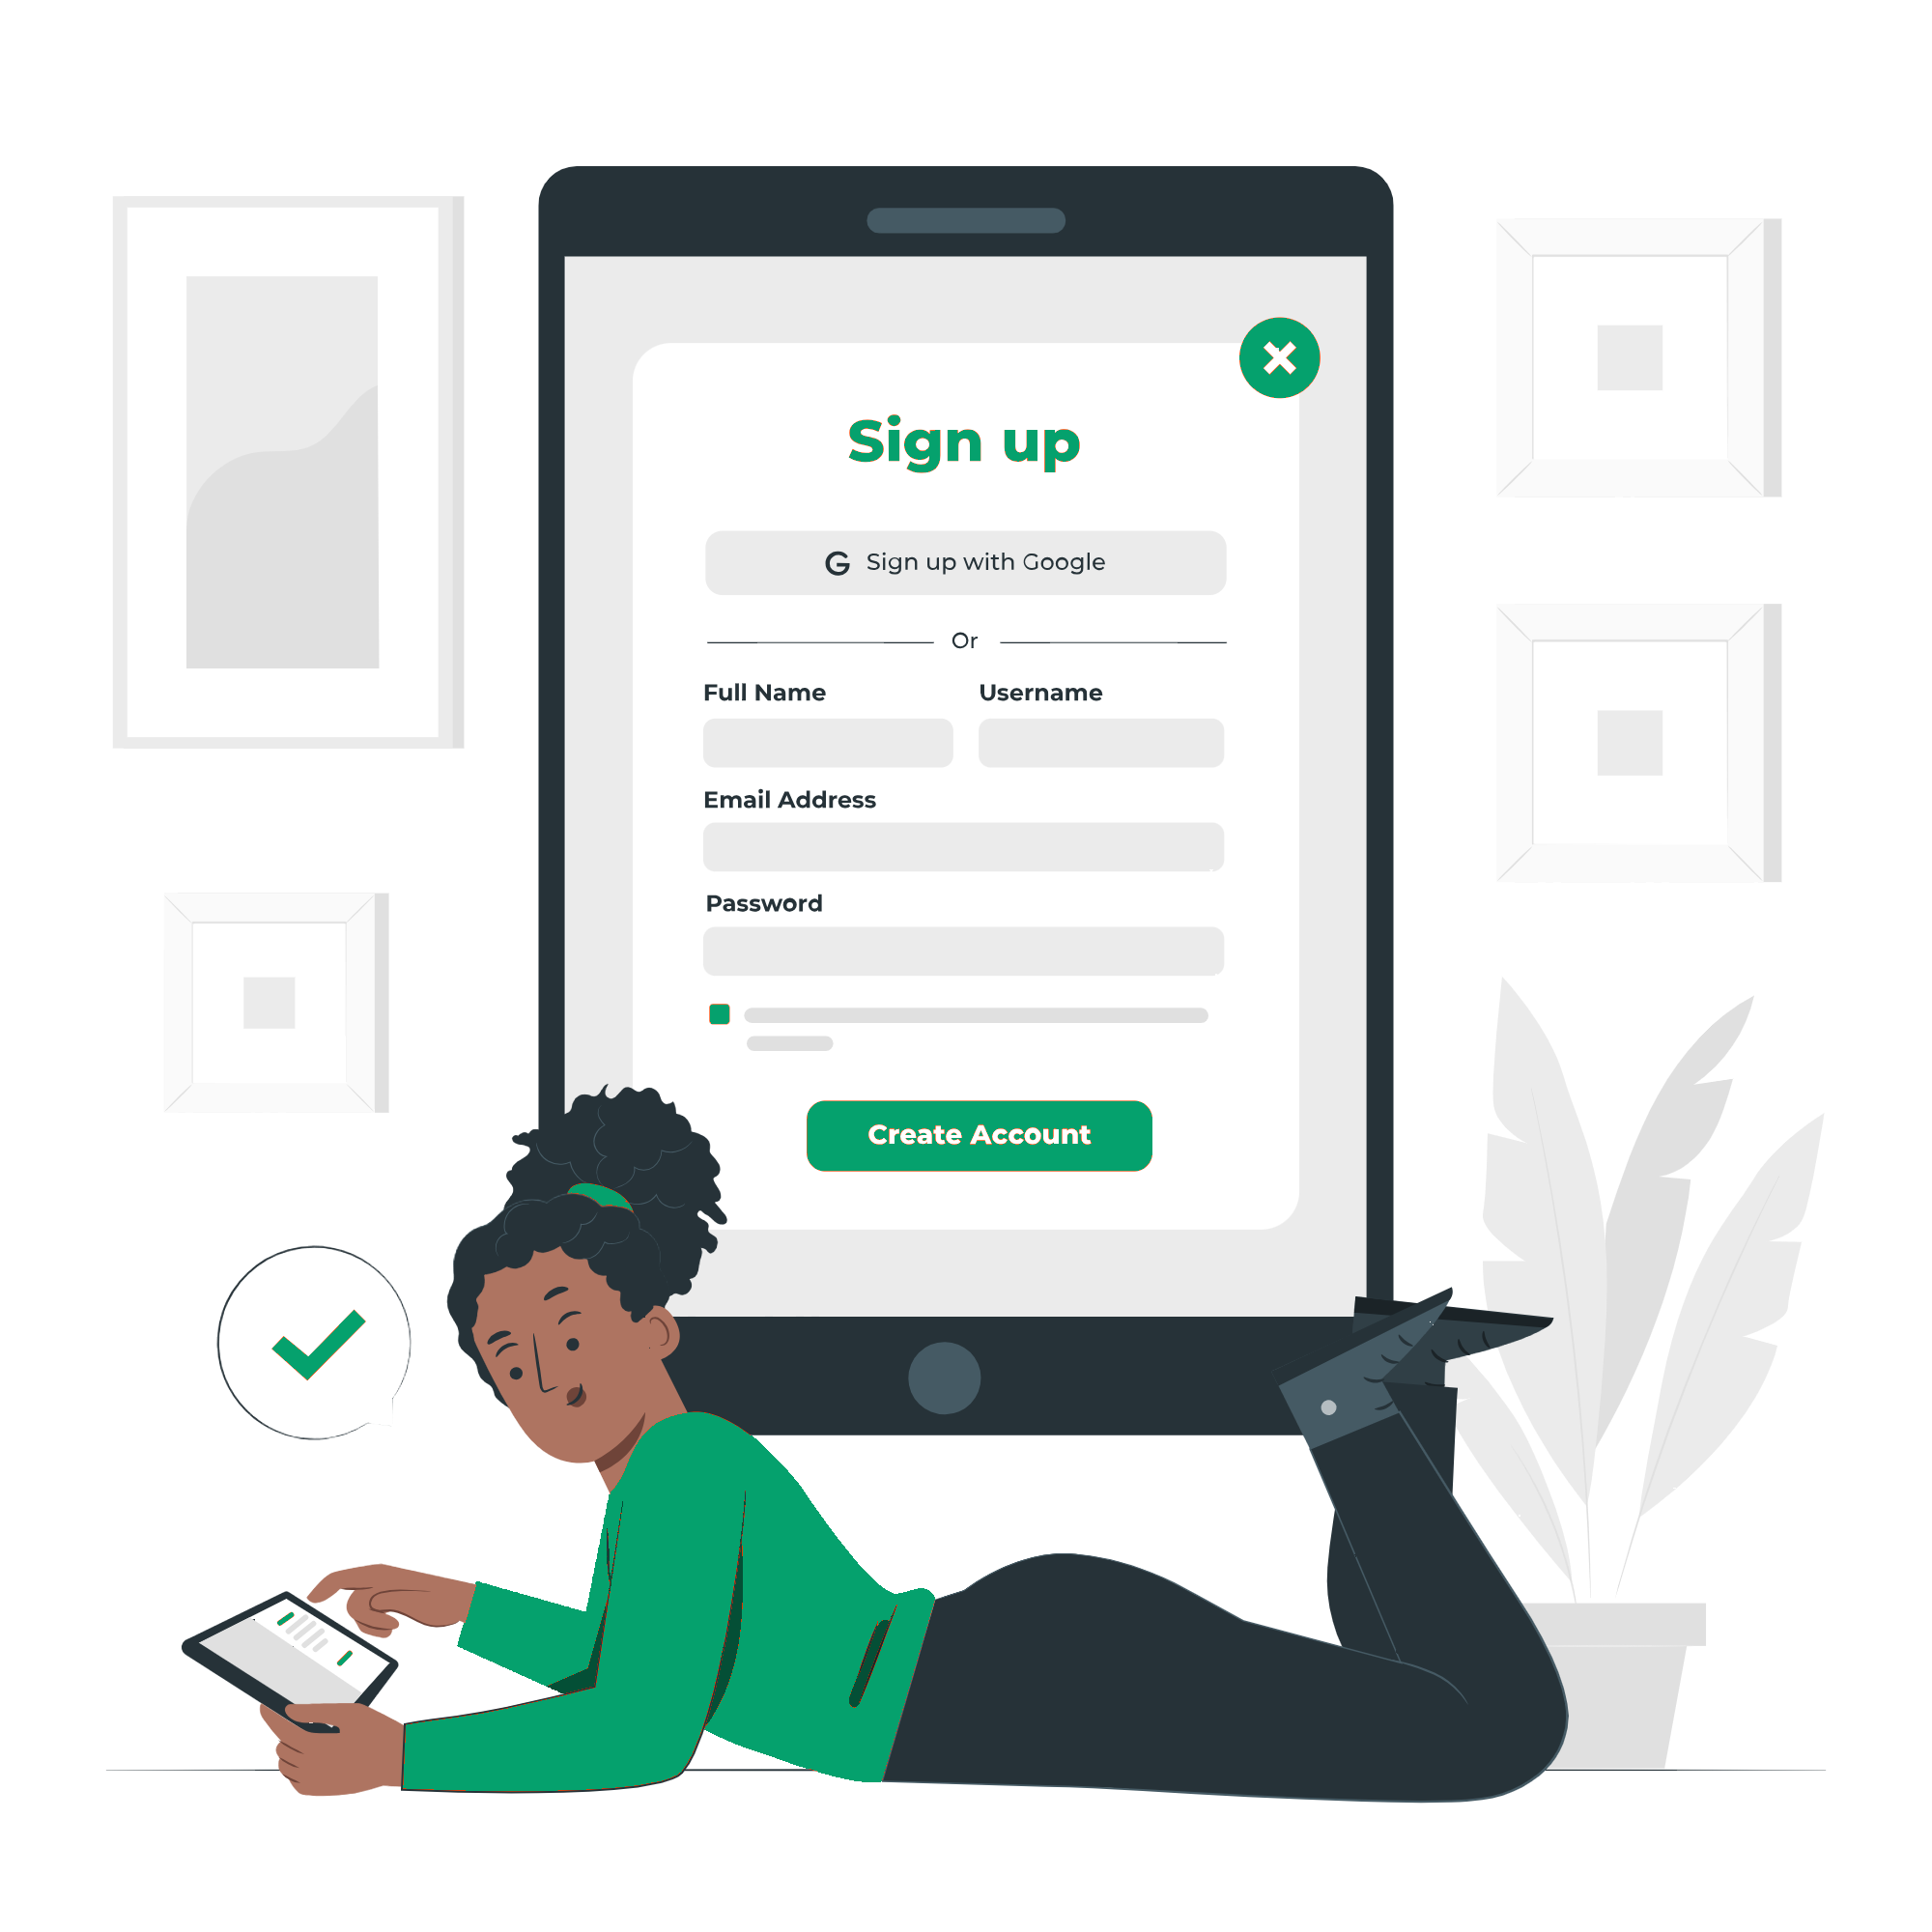 Sign up
G Sign up with Google
Or
Full Name Username
Email Address
Password
Create Account